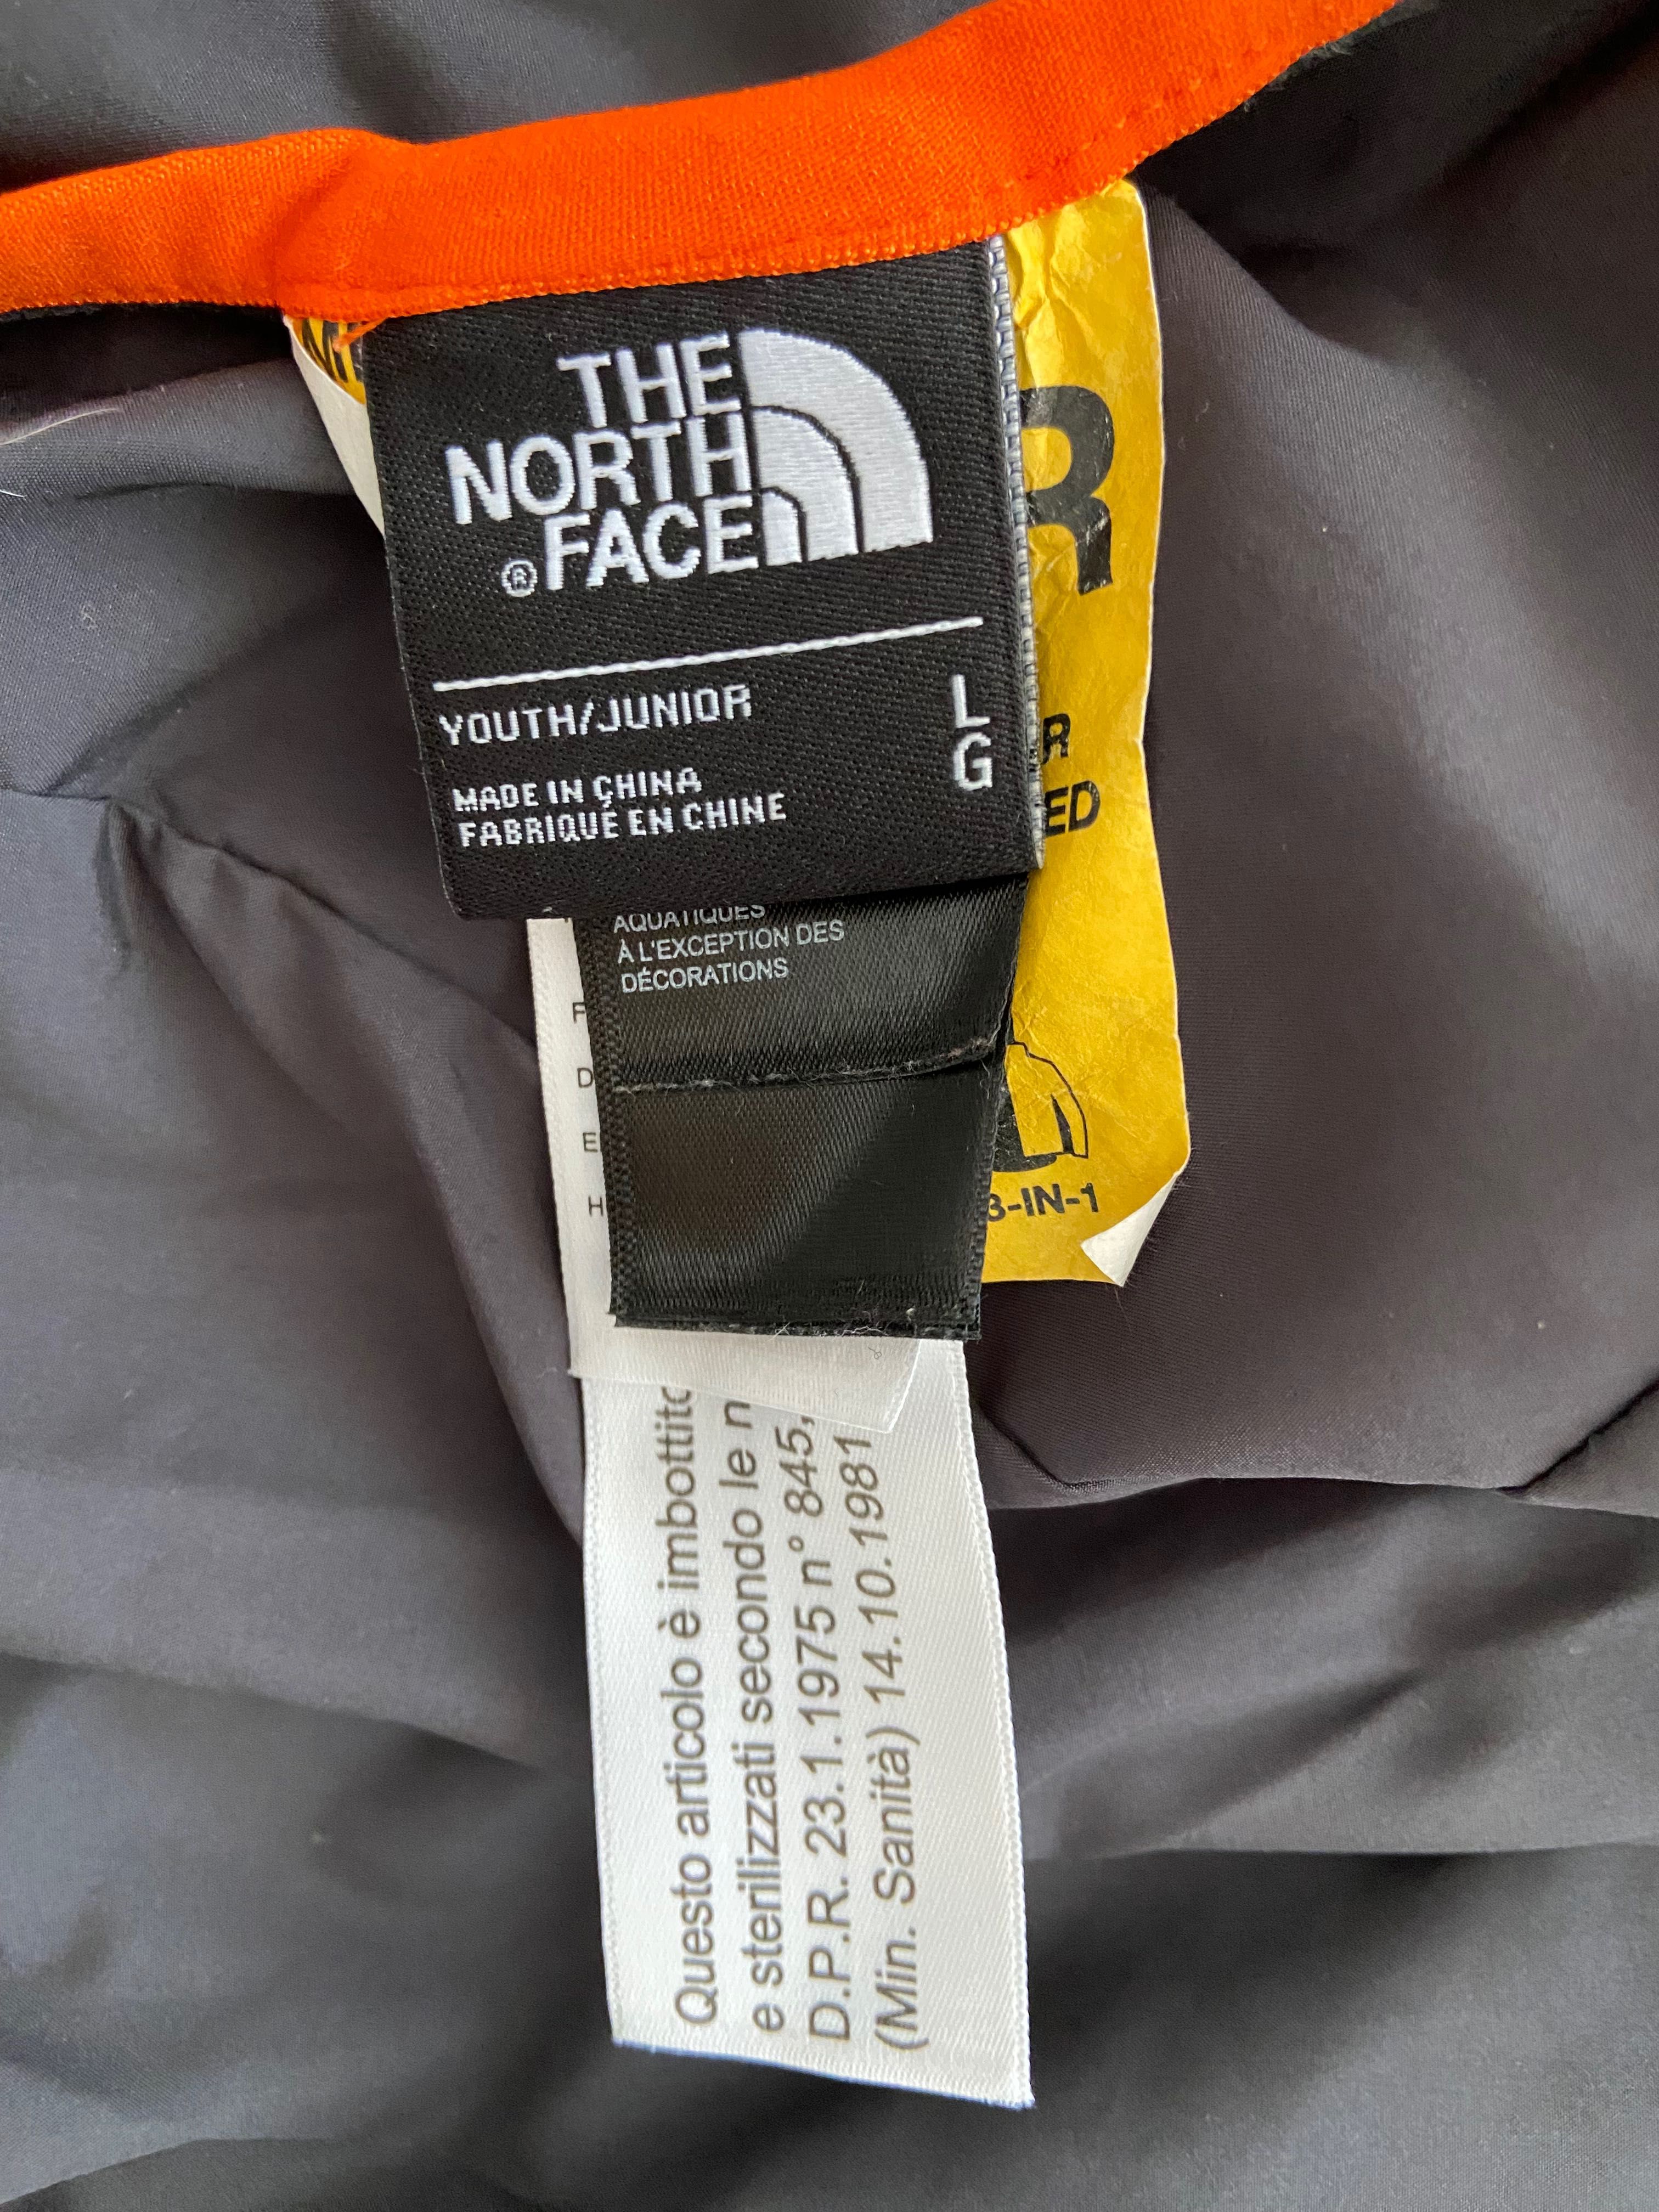 THE
NORTH
® FACE
YOUTH/JUNIOR
L
G
MADE IN CHINA
FABRIQUÉ EN CHINE
R
R
ED
3-IN-1
AQUATIQUES
À L'EXCEPTION DES
DÉCORATIONS
F
D
E
H
Questo articolo è imbottito
e sterilizzati secondo le n
D.P.R. 23.1.1975 n° 845,
(Min. Sanità) 14.10.1981